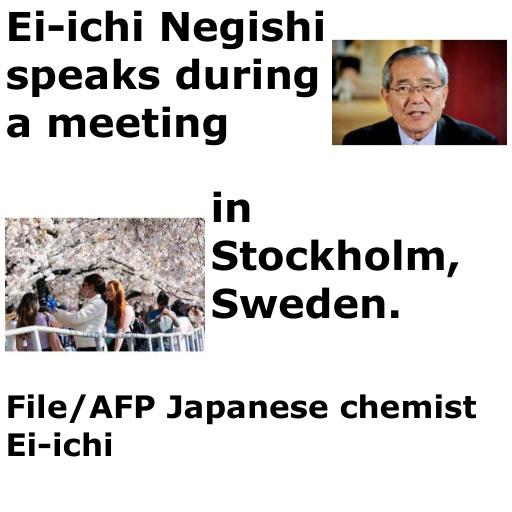 Ei-ichi Negishi
speaks during
a meeting
in
Stockholm,
Sweden.
File/AFP Japanese chemist
Ei-ichi